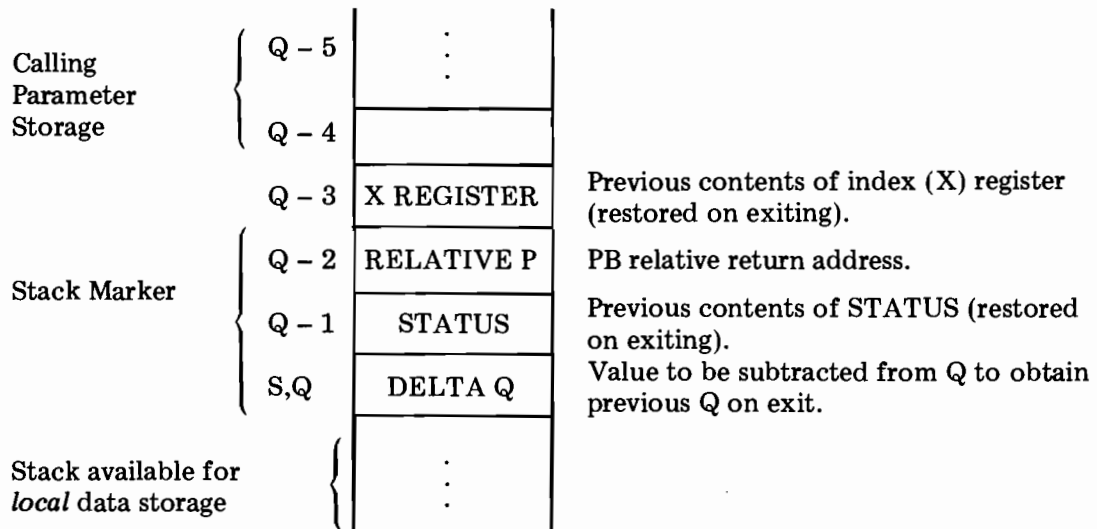 Calling
Parameter
Storage
Q – 5
Q – 4
Q – 3 X REGISTER Previous contents of index (X) register
(restored on exiting).
Stack Marker
Q – 2 RELATIVE P PB relative return address.
Q – 1 STATUS Previous contents of STATUS (restored
on exiting).
S,Q DELTA Q Value to be subtracted from Q to obtain
previous Q on exit.
Stack available for
local data storage